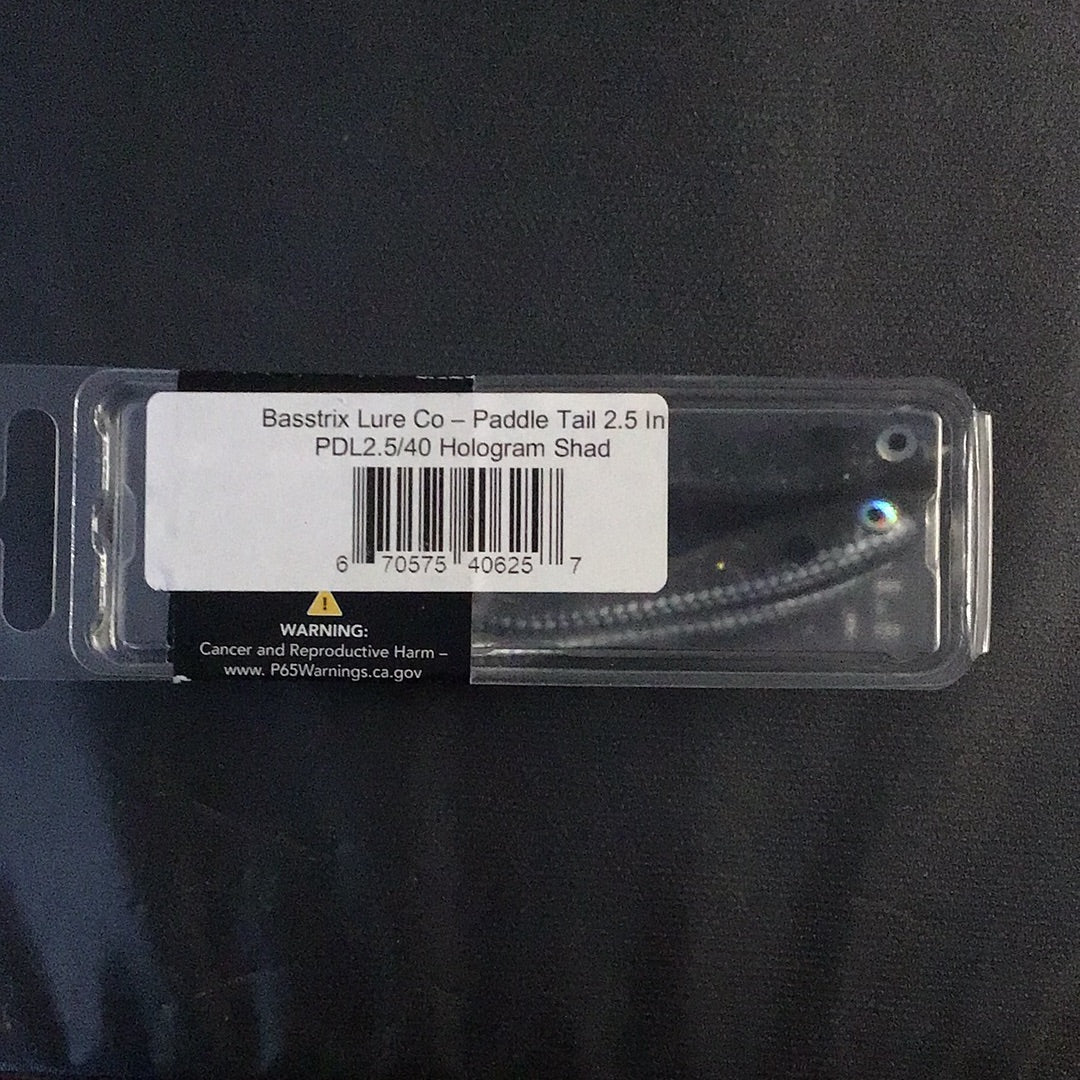 Basstrix Lure Co – Paddle Tail 2.5 In
PDL2.5/40 Hologram Shad
6 70575 40625 7
WARNING:
Cancer and Reproductive Harm –
www. P65Warnings.ca.gov